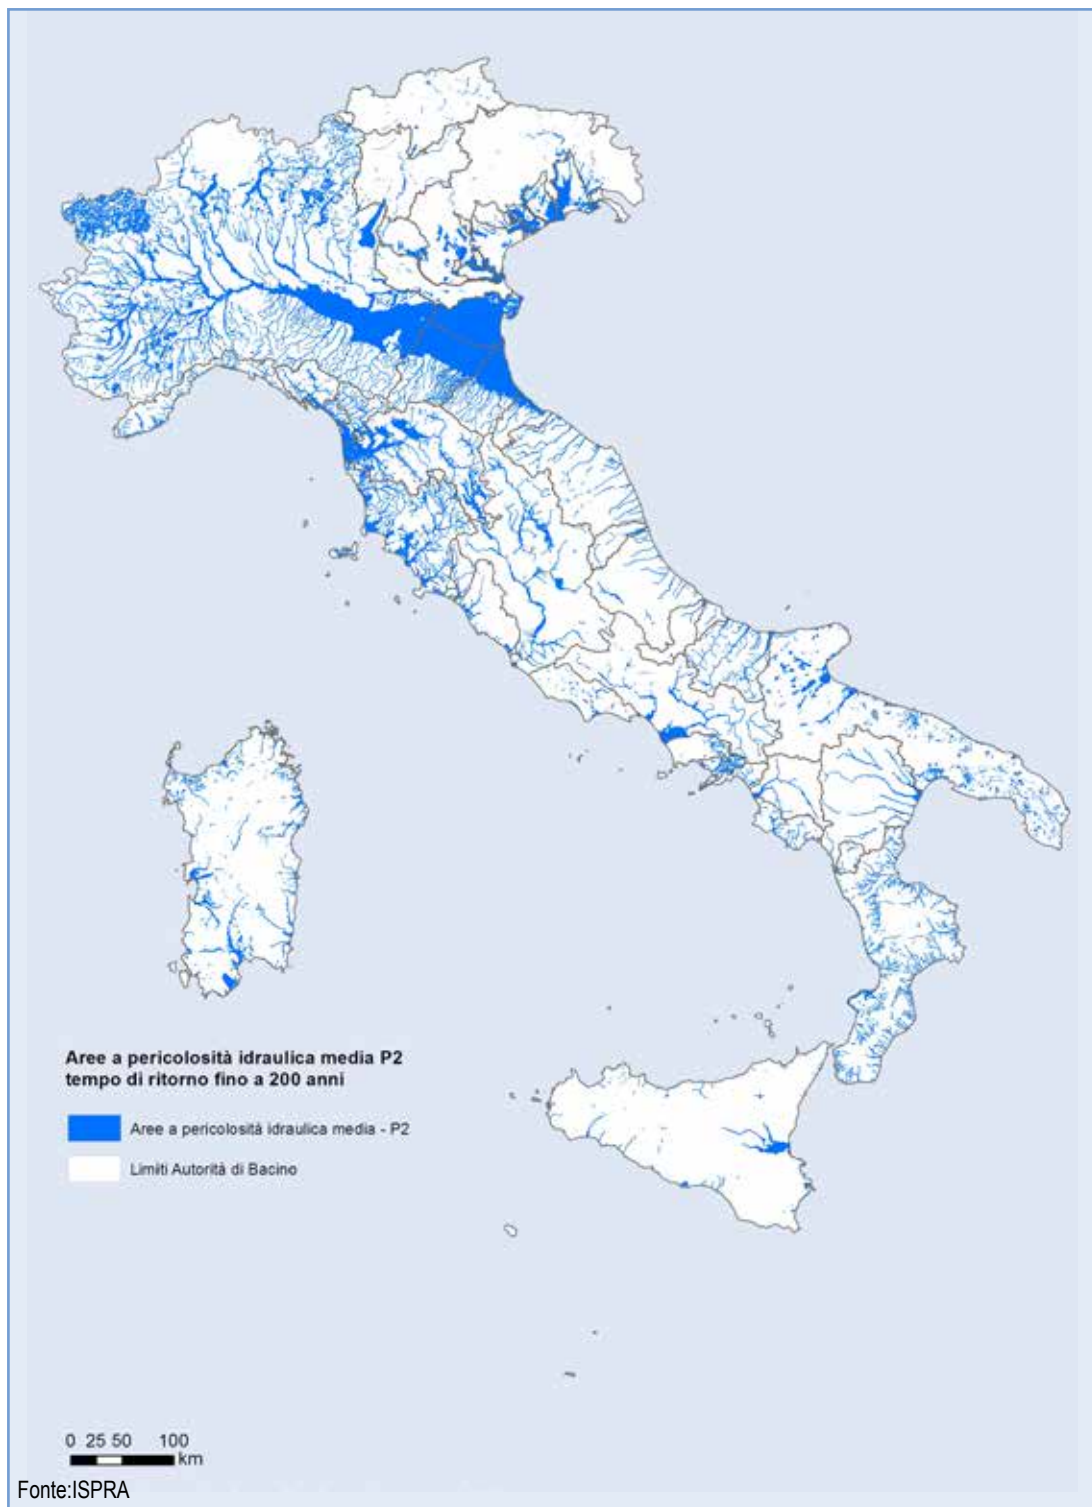 Aree a pericolosità idraulica media P2
tempo di ritorno fino a 200 anni
Aree a pericolosità idraulica media - P2
Limiti Autorità di Bacino
0 25 50 100
km
Fonte:ISPRA